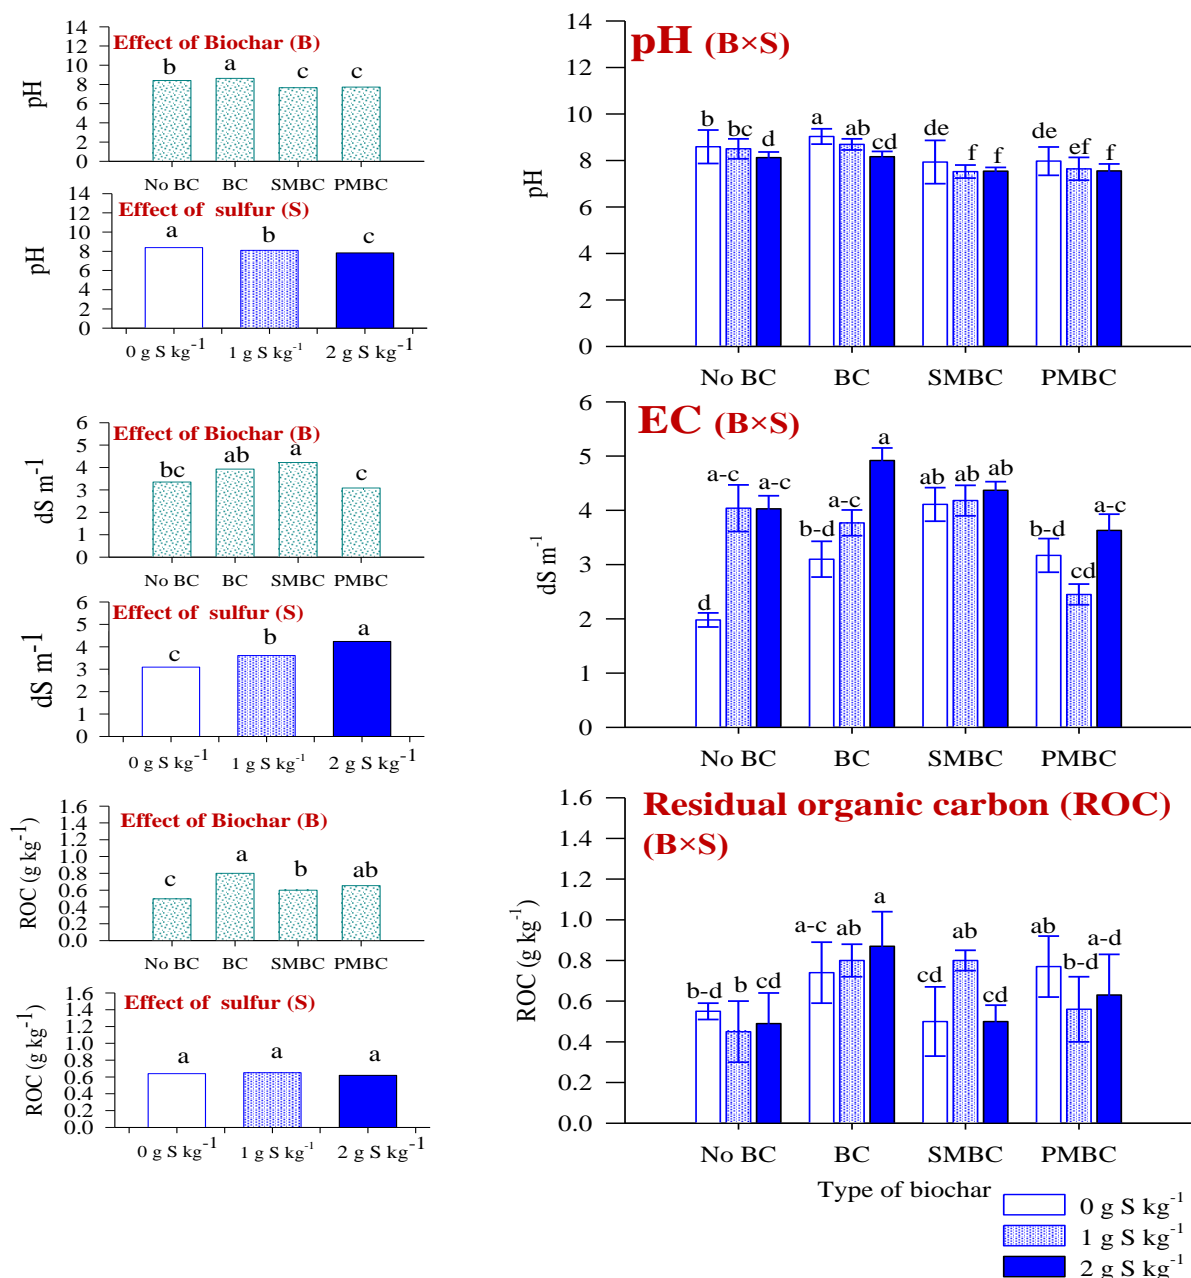 Effect of Biochar (B)
pH
14
12
10
8
6
4
2
0
b
a
c
c
No BC
BC
SMBC
PMBC
Effect of sulfur (S)
pH
14
12
10
8
6
4
2
0
a
b
c
0 g S kg⁻¹
1 g S kg⁻¹
2 g S kg⁻¹
pH (B×S)
pH
14
12
10
8
6
4
2
0
b
bc
d
a
ab
cd
de
f
f
de
ef
f
No BC
BC
SMBC
PMBC
Effect of Biochar (B)
dS m⁻¹
6
5
4
3
2
1
0
bc
ab
a
c
No BC
BC
SMBC
PMBC
Effect of sulfur (S)
dS m⁻¹
6
5
4
3
2
1
0
c
b
a
0 g S kg⁻¹
1 g S kg⁻¹
2 g S kg⁻¹
EC (B×S)
dS m⁻¹
6
5
4
3
2
1
0
d
a-c
a-c
b-d
a-c
a
ab
ab
ab
b-d
cd
a-c
No BC
BC
SMBC
PMBC
Effect of Biochar (B)
ROC (g kg⁻¹)
1.6
1.4
1.2
1.0
0.8
0.6
0.4
0.2
0.0
c
a
b
ab
No BC
BC
SMBC
PMBC
Effect of sulfur (S)
ROC (g kg⁻¹)
1.6
1.4
1.2
1.0
0.8
0.6
0.4
0.2
0.0
a
a
a
0 g S kg⁻¹
1 g S kg⁻¹
2 g S kg⁻¹
Residual organic carbon (ROC)
(B×S)
ROC (g kg⁻¹)
1.6
1.4
1.2
1.0
0.8
0.6
0.4
0.2
0.0
b-d
b
cd
a-c
ab
a
cd
ab
cd
ab
b-d
a-d
No BC
BC
SMBC
PMBC
Type of biochar
0 g S kg⁻¹
1 g S kg⁻¹
2 g S kg⁻¹